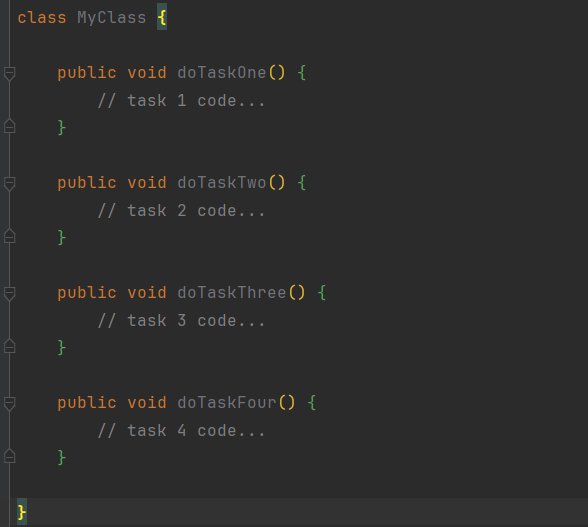 class MyClass {
public void doTaskOne() {
// task 1 code...
}
public void doTaskTwo() {
// task 2 code...
}
public void doTaskThree() {
// task 3 code...
}
public void doTaskFour() {
// task 4 code...
}
}